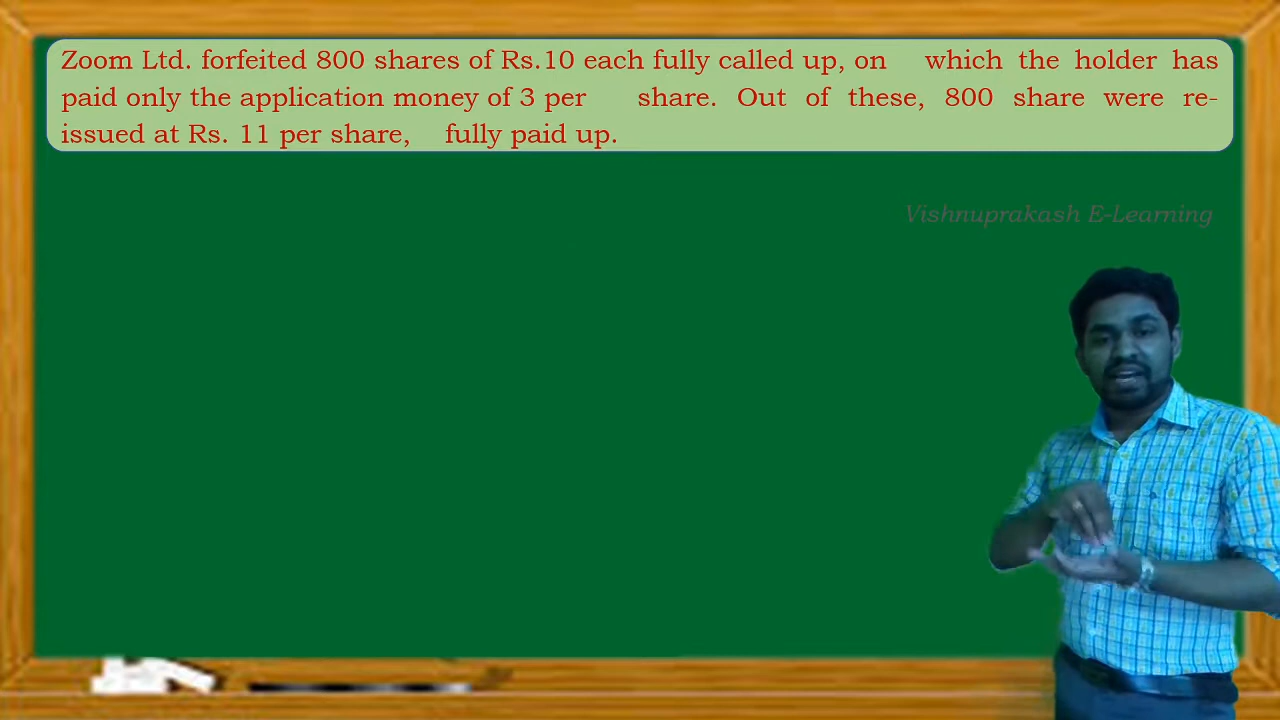 Zoom Ltd. forfeited 800 shares of Rs.10 each fully called up, on which the holder has
paid only the application money of 3 per share. Out of these, 800 share were re-
issued at Rs. 11 per share, fully paid up.
Vishnuprakash E-Learning